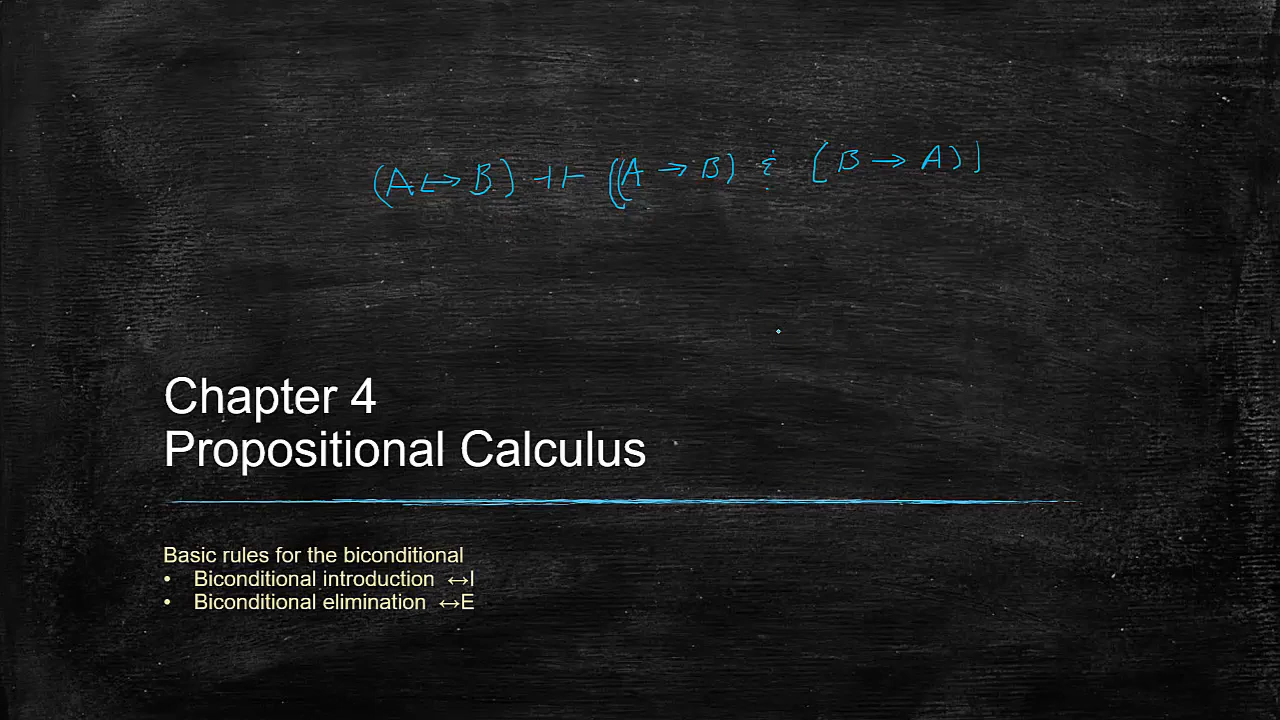 (A ↔ B) ⊣⊢ ((A → B) & (B → A))
Chapter 4
Propositional Calculus
Basic rules for the biconditional
• Biconditional introduction ↔I
• Biconditional elimination ↔E